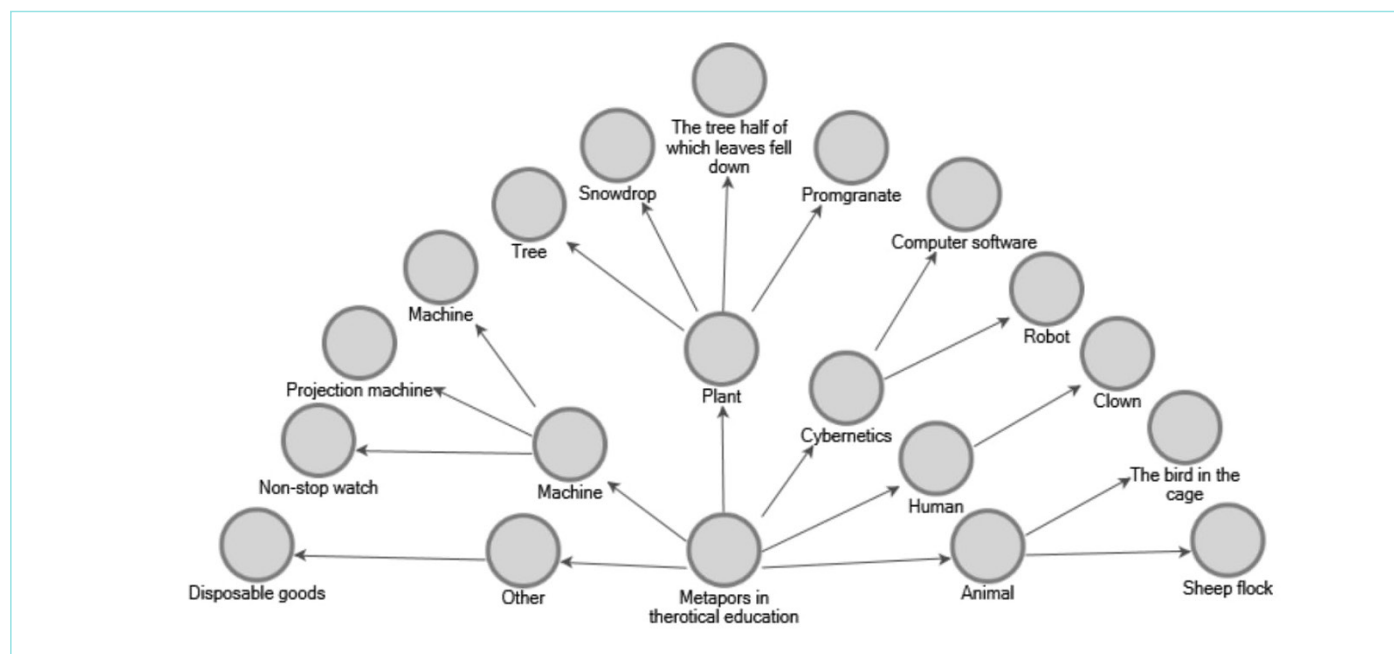 The tree half of
which leaves fell
down
Snowdrop
Promgranate
Tree
Computer software
Machine
Robot
Projection machine
Plant
Clown
Cybernetics
Non-stop watch
Machine
Human
The bird in the
cage
Disposable goods
Other
Metapors in
therotical education
Animal
Sheep flock